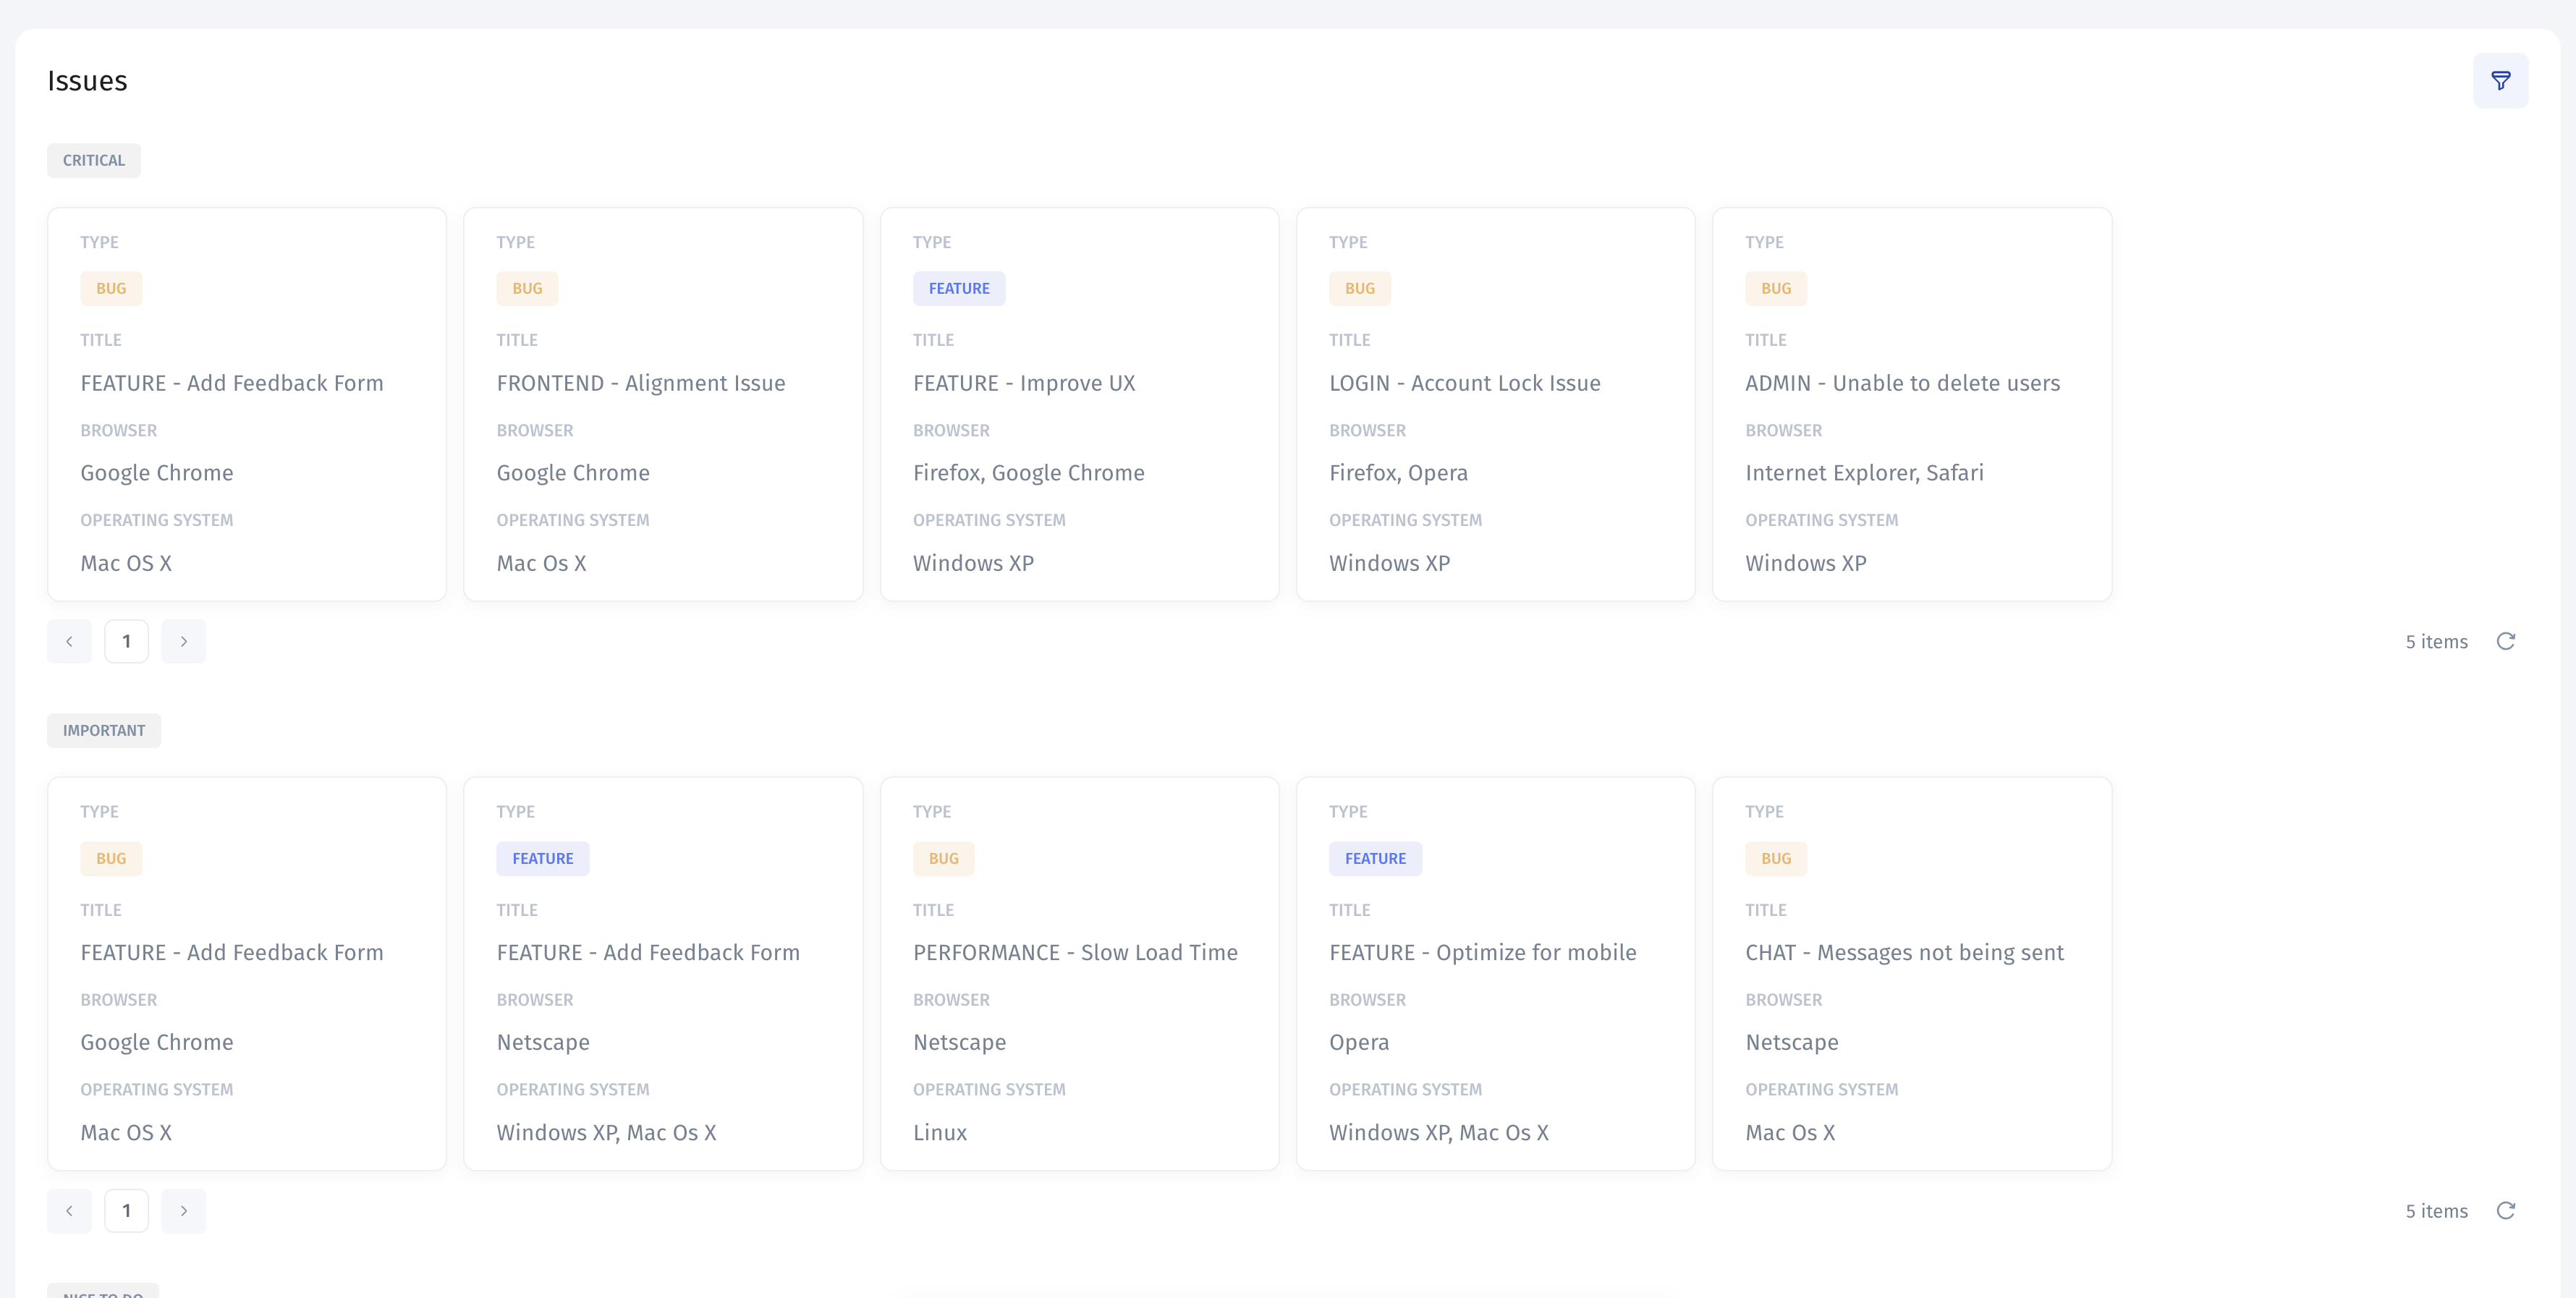 Issues
CRITICAL
TYPE
BUG
TITLE
FEATURE - Add Feedback Form
BROWSER
Google Chrome
OPERATING SYSTEM
Mac OS X
TYPE
BUG
TITLE
FRONTEND - Alignment Issue
BROWSER
Google Chrome
OPERATING SYSTEM
Mac Os X
TYPE
FEATURE
TITLE
FEATURE - Improve UX
BROWSER
Firefox, Google Chrome
OPERATING SYSTEM
Windows XP
TYPE
BUG
TITLE
LOGIN - Account Lock Issue
BROWSER
Firefox, Opera
OPERATING SYSTEM
Windows XP
TYPE
BUG
TITLE
ADMIN - Unable to delete users
BROWSER
Internet Explorer, Safari
OPERATING SYSTEM
Windows XP
1
5 items
IMPORTANT
TYPE
BUG
TITLE
FEATURE - Add Feedback Form
BROWSER
Google Chrome
OPERATING SYSTEM
Mac OS X
TYPE
FEATURE
TITLE
FEATURE - Add Feedback Form
BROWSER
Netscape
OPERATING SYSTEM
Windows XP, Mac Os X
TYPE
BUG
TITLE
PERFORMANCE - Slow Load Time
BROWSER
Netscape
OPERATING SYSTEM
Linux
TYPE
FEATURE
TITLE
FEATURE - Optimize for mobile
BROWSER
Opera
OPERATING SYSTEM
Windows XP, Mac Os X
TYPE
BUG
TITLE
CHAT - Messages not being sent
BROWSER
Netscape
OPERATING SYSTEM
Mac Os X
1
5 items
NICE TO DO